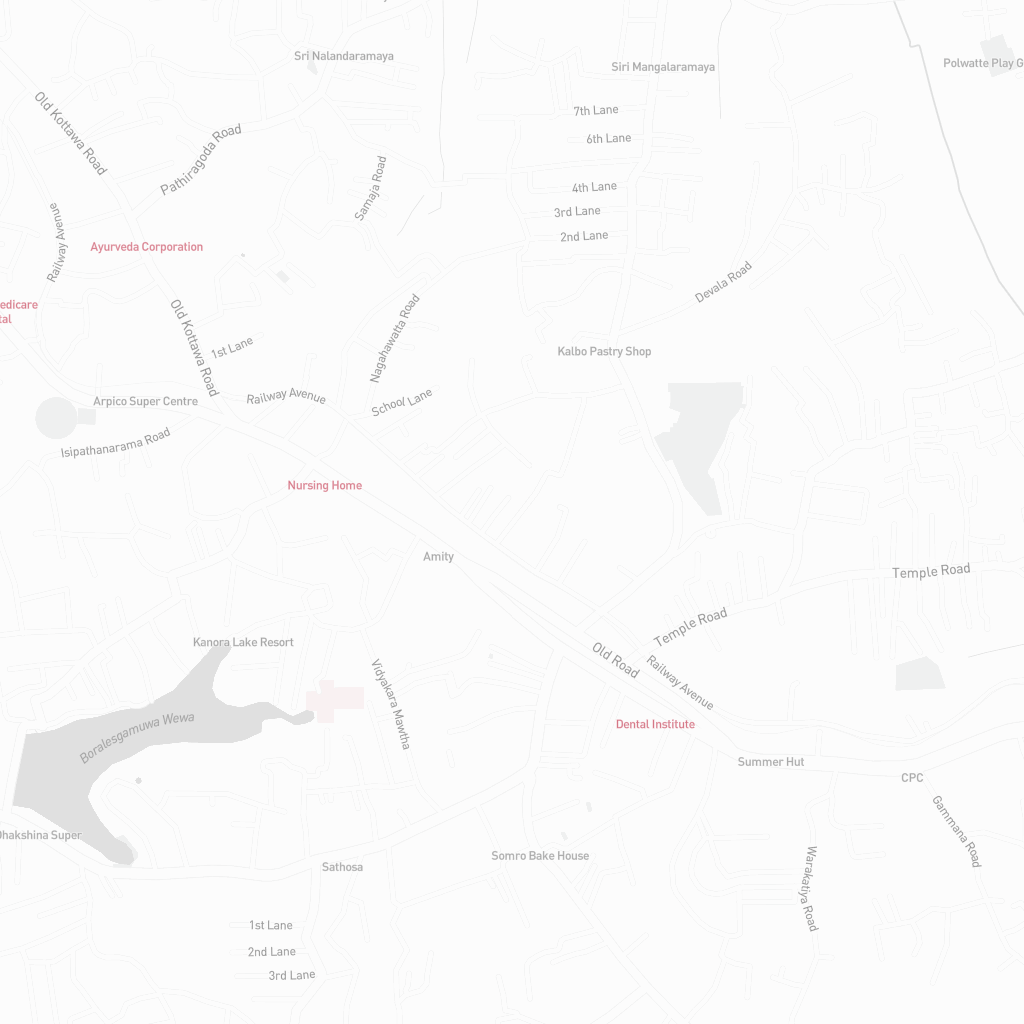 Sri Nalandaramaya
Siri Mangalaramaya
Polwatte Play G
Old Kottawa Road
Pathiragoda Road
7th Lane
6th Lane
Samaja Road
4th Lane
3rd Lane
2nd Lane
Railway Avenue
Ayurveda Corporation
Devala Road
edicare
tal
Old Kottawa Road
1st Lane
Nagahawatta Road
Kalbo Pastry Shop
Arpico Super Centre
Railway Avenue
School Lane
Isipathanarama Road
Nursing Home
Amity
Temple Road
Temple Road
Kanora Lake Resort
Old Road
Railway Avenue
Vidyakara Mawtha
Boralesgamuwa Wewa
Dental Institute
Summer Hut
CPC
Gammana Road
Dhakshina Super
Somro Bake House
Sathosa
Warakatiya Road
1st Lane
2nd Lane
3rd Lane